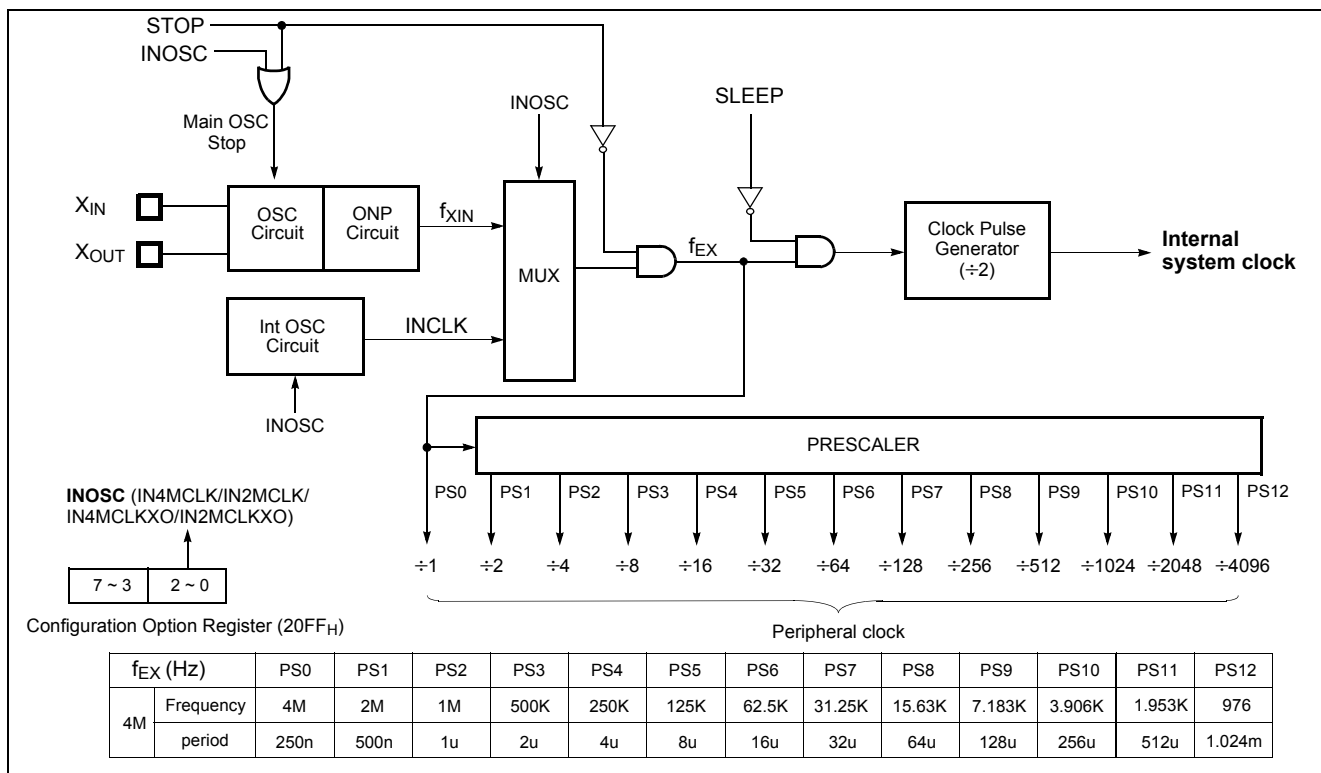 STOP
INOSC
Main OSC
Stop
INOSC
SLEEP
XIN
XOUT
OSC
Circuit
ONP
Circuit
fXIN
MUX
fEX
Clock Pulse
Generator
(÷2)
Internal
system clock
Int OSC
Circuit
INCLK
INOSC
PRESCALER
PS0 PS1 PS2 PS3 PS4 PS5 PS6 PS7 PS8 PS9 PS10 PS11 PS12
÷1 ÷2 ÷4 ÷8 ÷16 ÷32 ÷64 ÷128 ÷256 ÷512 ÷1024 ÷2048 ÷4096
Peripheral clock
INOSC (IN4MCLK/IN2MCLK/
IN4MCLKXO/IN2MCLKXO)
7 ~ 3 2 ~ 0
Configuration Option Register (20FFH)
fEX (Hz) PS0 PS1 PS2 PS3 PS4 PS5 PS6 PS7 PS8 PS9 PS10 PS11 PS12
4M Frequency 4M 2M 1M 500K 250K 125K 62.5K 31.25K 15.63K 7.183K 3.906K 1.953K 976
period 250n 500n 1u 2u 4u 8u 16u 32u 64u 128u 256u 512u 1.024m